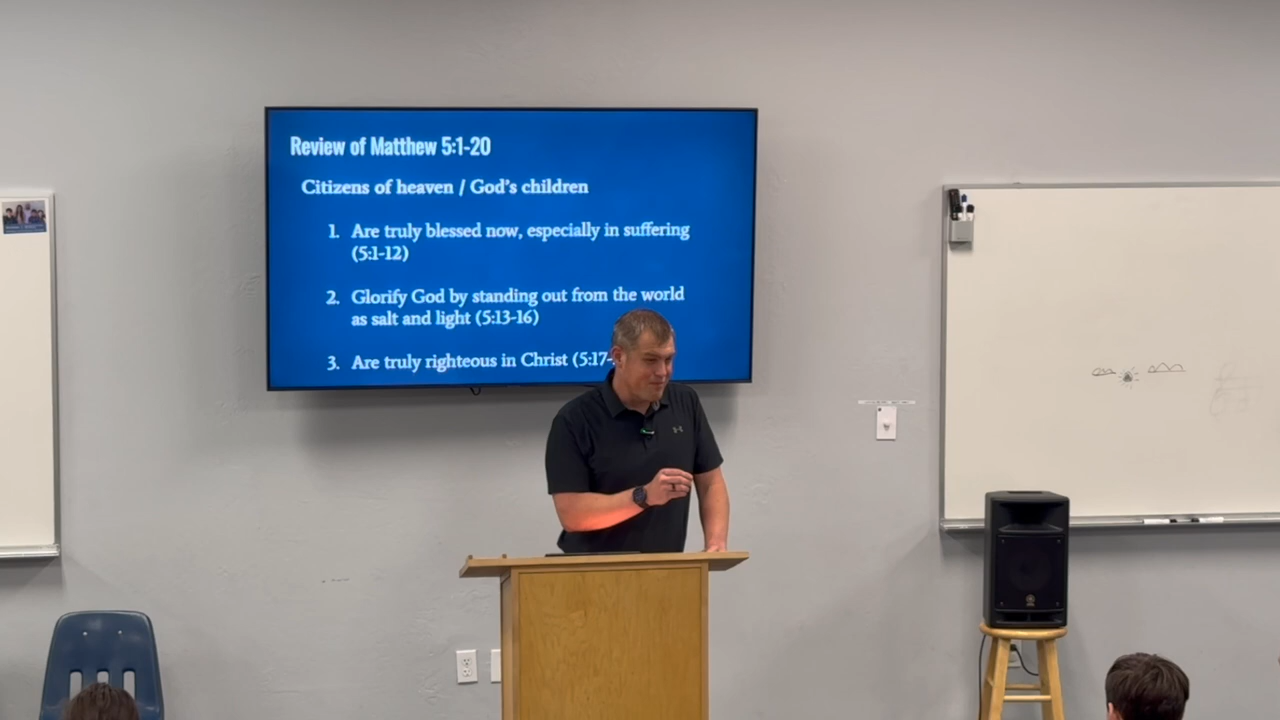 Review of Matthew 5:1-20
Citizens of heaven / God's children
1. Are truly blessed now, especially in suffering
(5:1-12)
2. Glorify God by standing out from the world
as salt and light (5:13-16)
3. Are truly righteous in Christ (5:17-